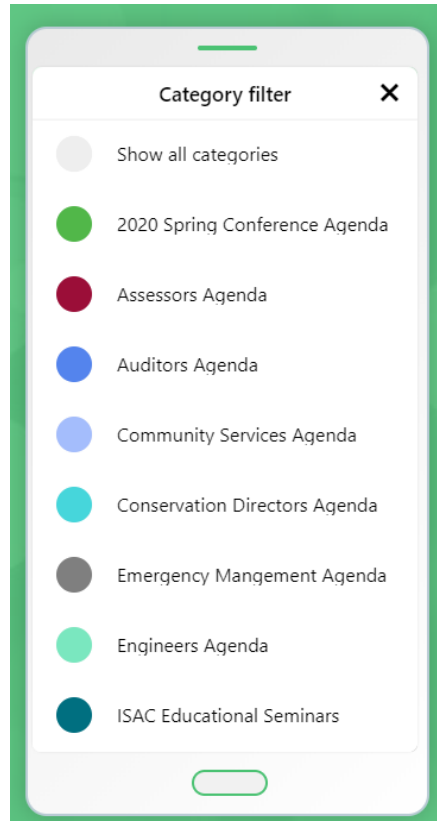 Category filter
Show all categories
2020 Spring Conference Agenda
Assessors Agenda
Auditors Agenda
Community Services Agenda
Conservation Directors Agenda
Emergency Mangement Agenda
Engineers Agenda
ISAC Educational Seminars